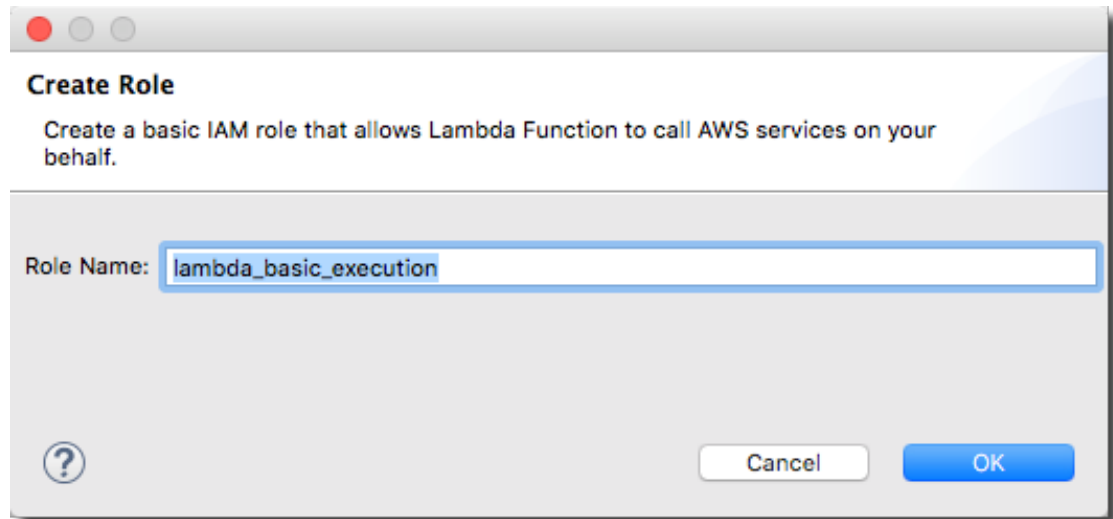 Create Role
Create a basic IAM role that allows Lambda Function to call AWS services on your
behalf.
Role Name: lambda_basic_execution
? Cancel OK